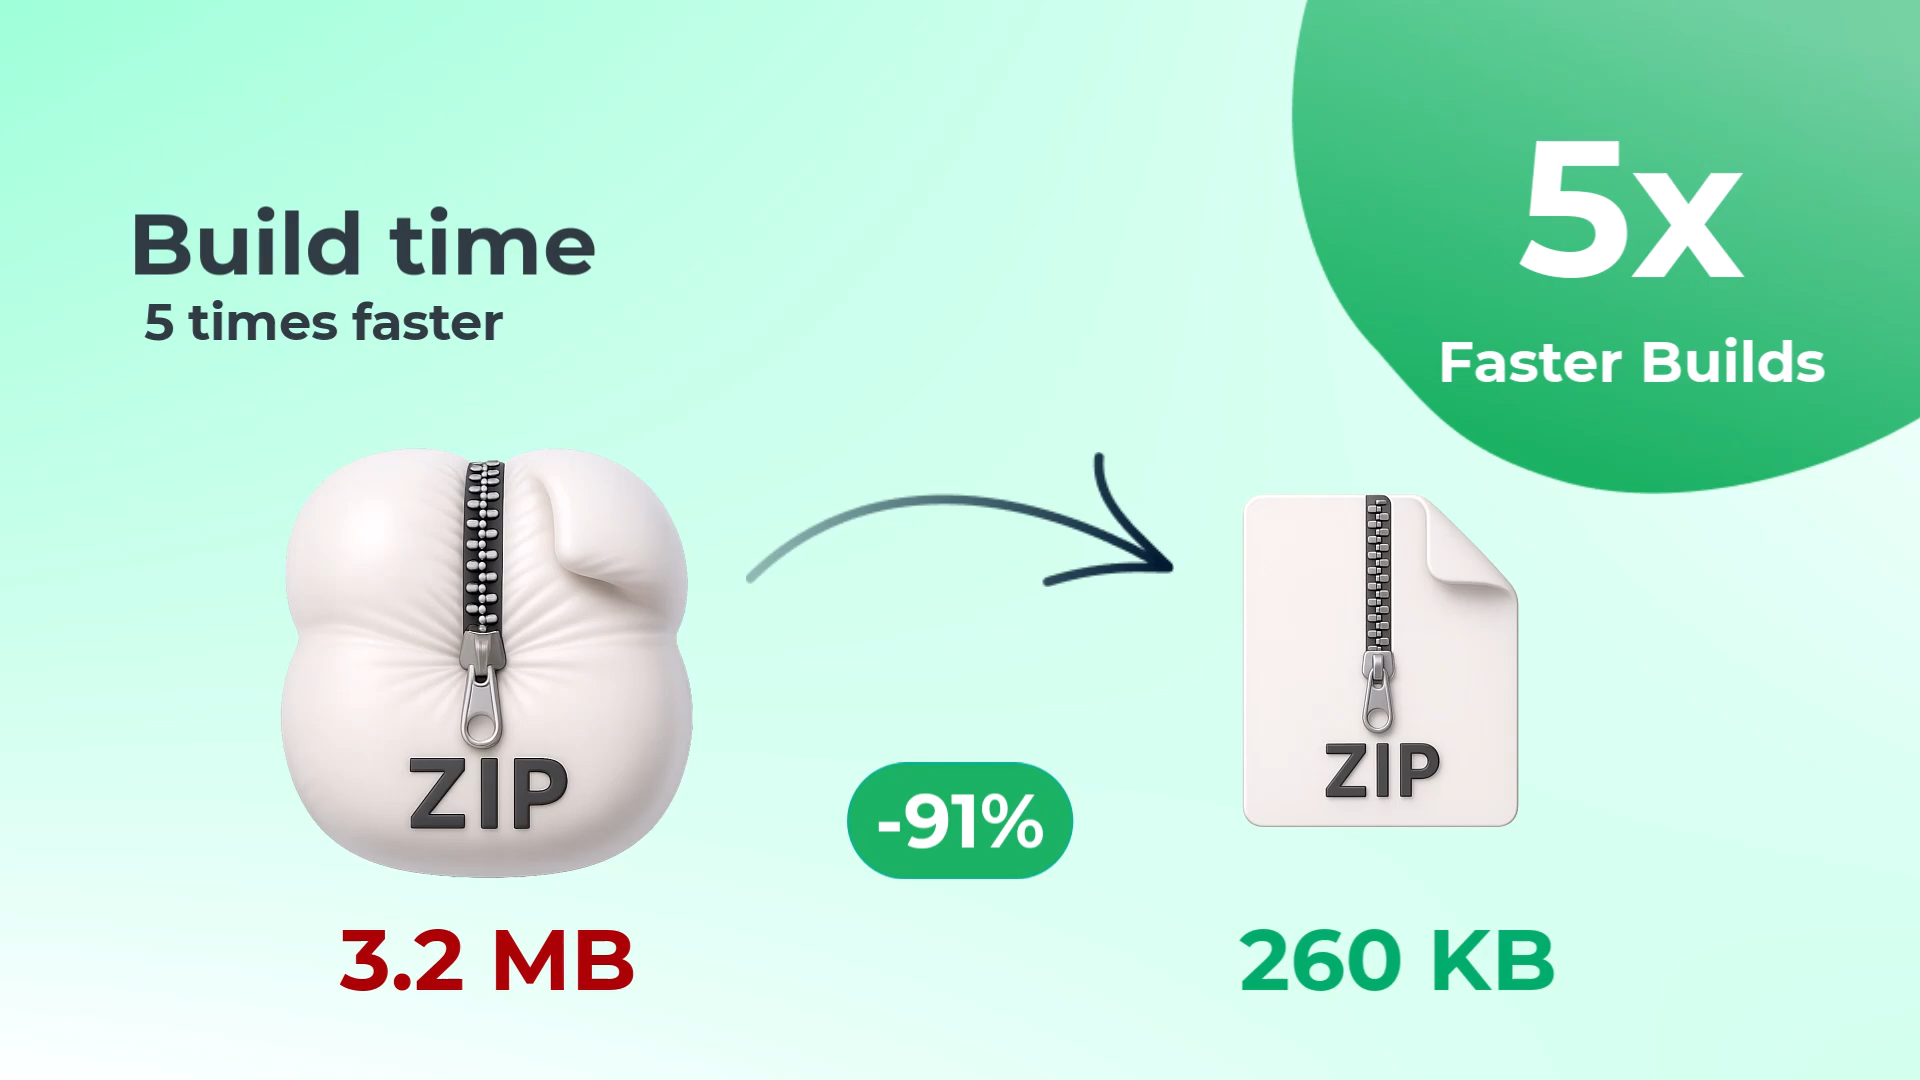 Build time
5 times faster
5x
Faster Builds
ZIP
ZIP
-91%
3.2 MB
260 KB